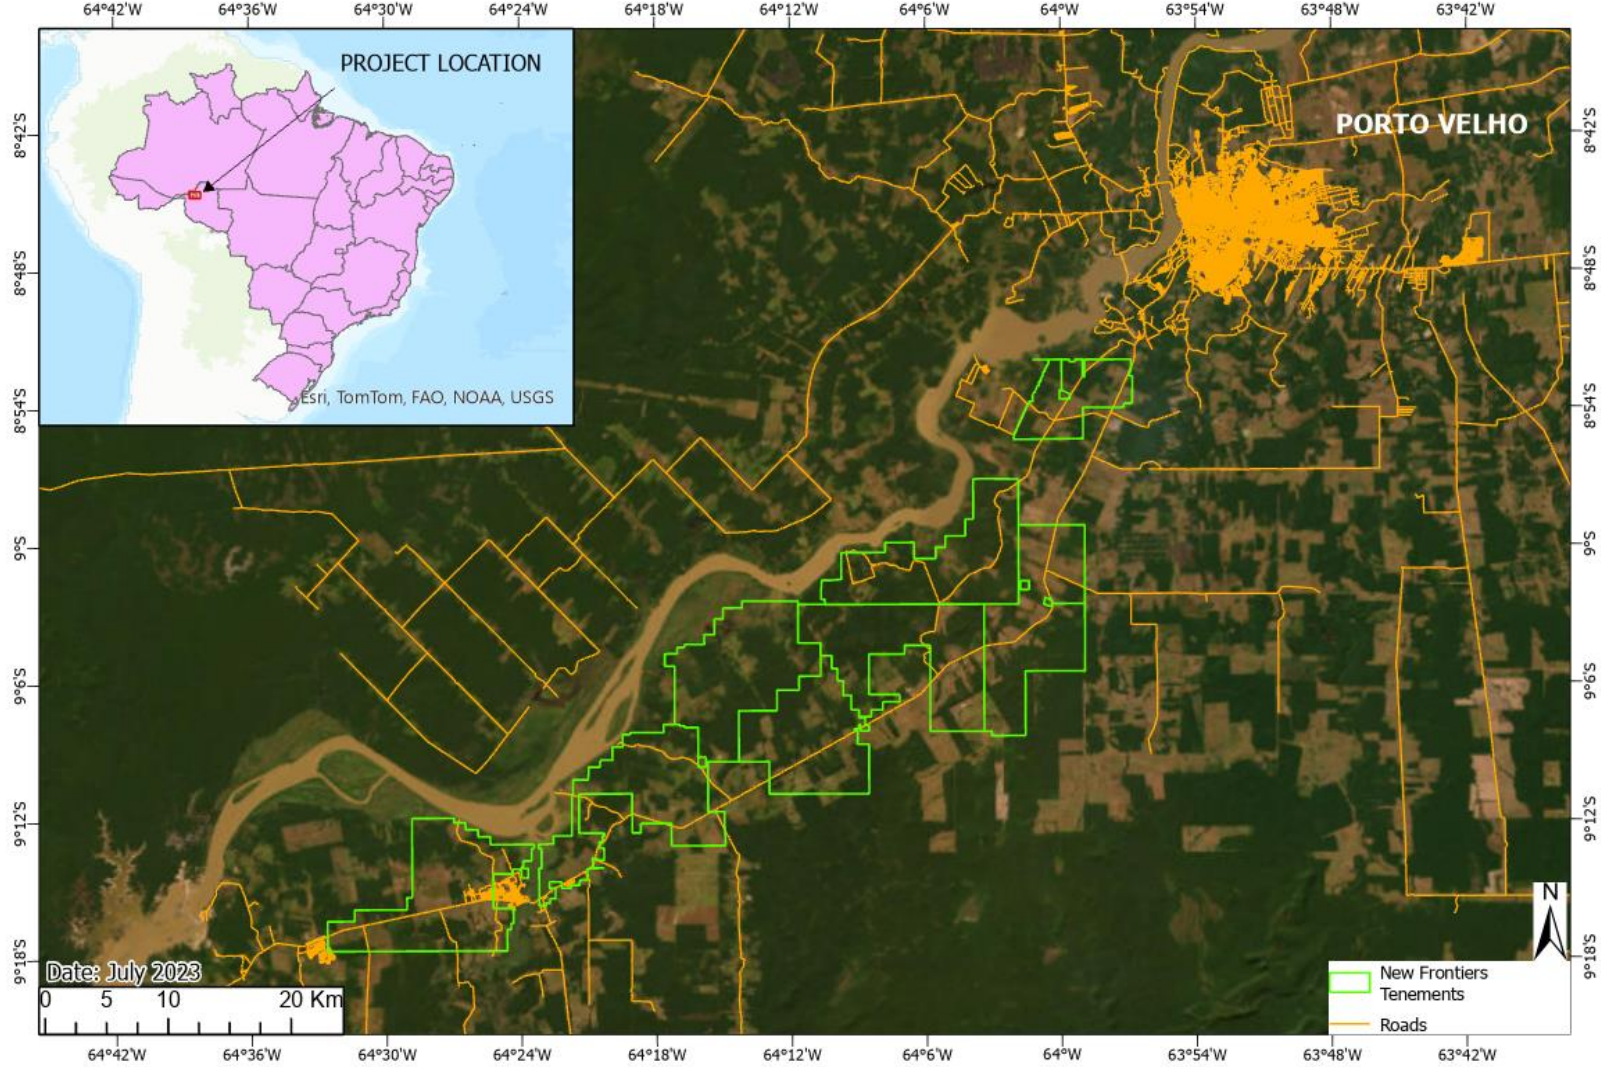 64°42'W 64°36'W 64°30'W 64°24'W 64°18'W 64°12'W 64°6'W 64°W 63°54'W 63°48'W 63°42'W
PROJECT LOCATION
Esri, TomTom, FAO, NOAA, USGS
PORTO VELHO
8°42'S
8°48'S
8°54'S
9°S
9°6'S
9°12'S
9°18'S
8°42'S
8°48'S
8°54'S
9°S
9°6'S
9°12'S
9°18'S
Date: July 2023
0 5 10 20 Km
N
New Frontiers
Tenements
Roads
64°42'W 64°36'W 64°30'W 64°24'W 64°18'W 64°12'W 64°6'W 64°W 63°54'W 63°48'W 63°42'W